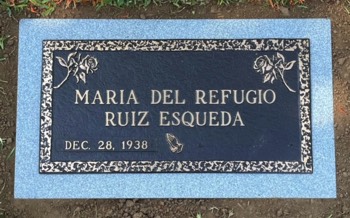 MARIA DEL REFUGIO
RUIZ ESQUEDA
DEC. 28, 1938